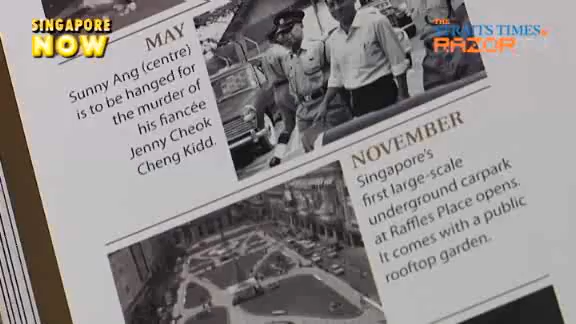 SINGAPORE
NOW
THE
STRAITS TIMES
RAZOR
MAY
Sunny Ang (centre)
is to be hanged for
the murder of
his fiancée
Jenny Cheok
Cheng Kidd.
NOVEMBER
Singapore's
first large-scale
underground carpark
at Raffles Place opens.
It comes with a public
rooftop garden.